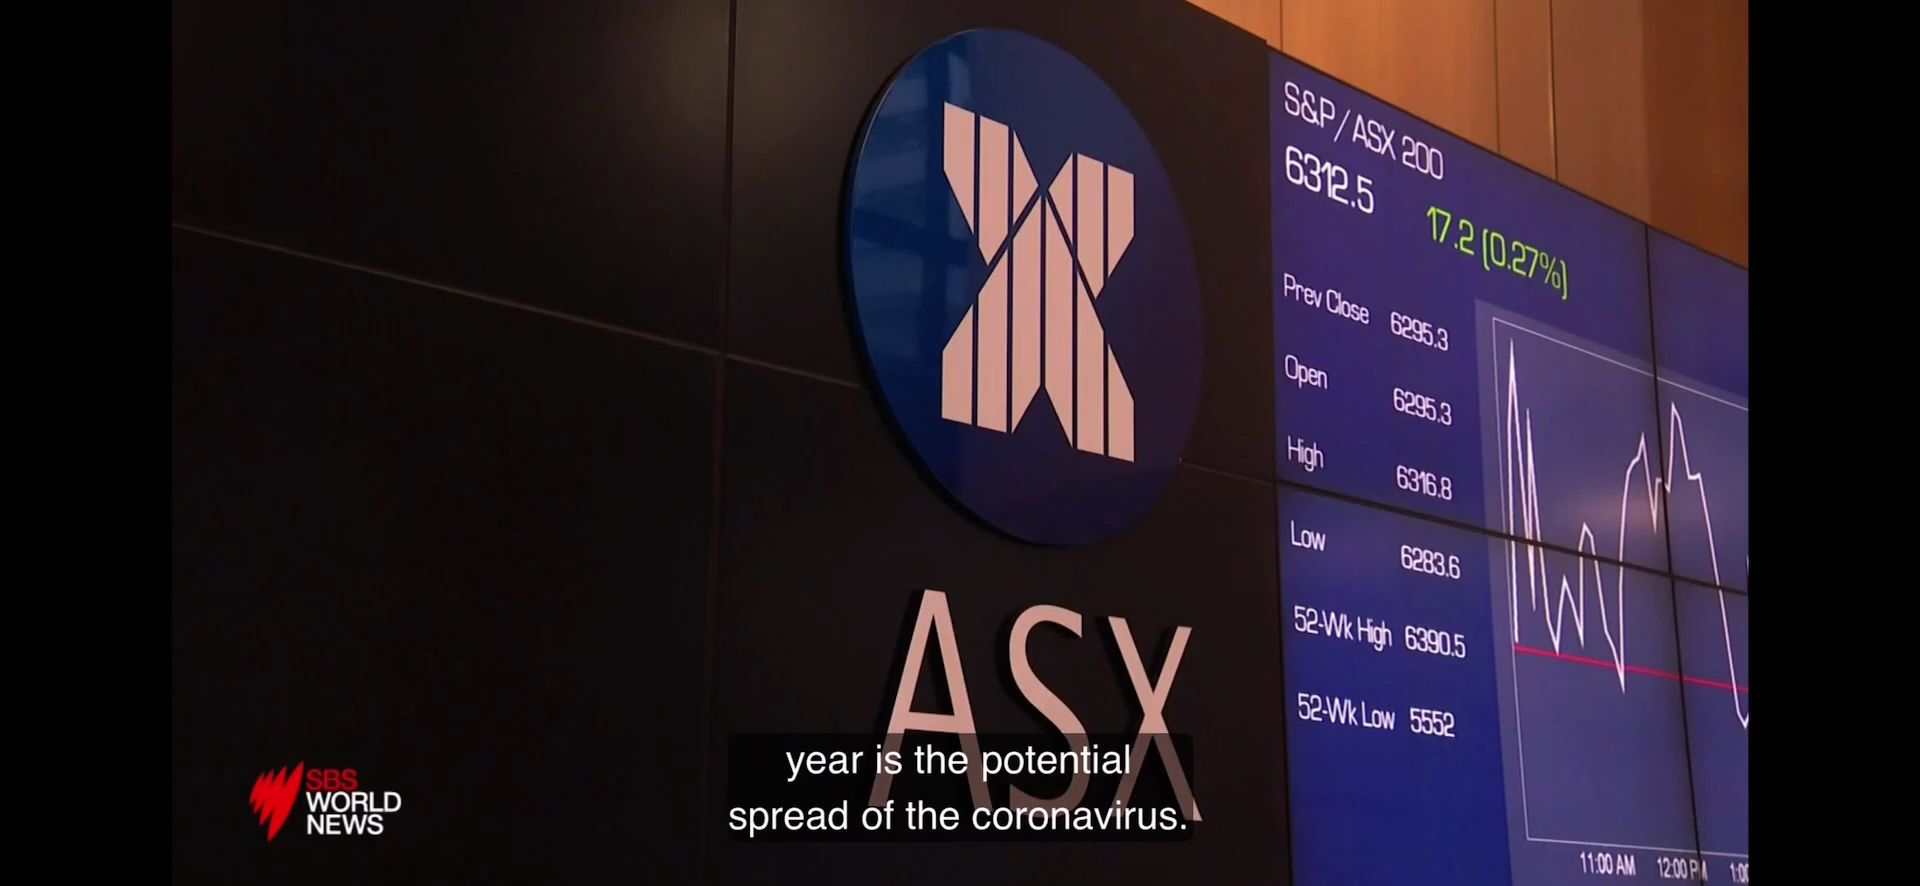 S&P/ASX 200
6312.5
17.2 (0.27%)
Prev Close 6295.3
Open 6295.3
High 6316.8
Low 6283.6
52-Wk High 6390.5
52-Wk Low 5552
11:00 AM 12:00 PM 1:00
ASX
year is the potential
spread of the coronavirus.
SBS
WORLD
NEWS